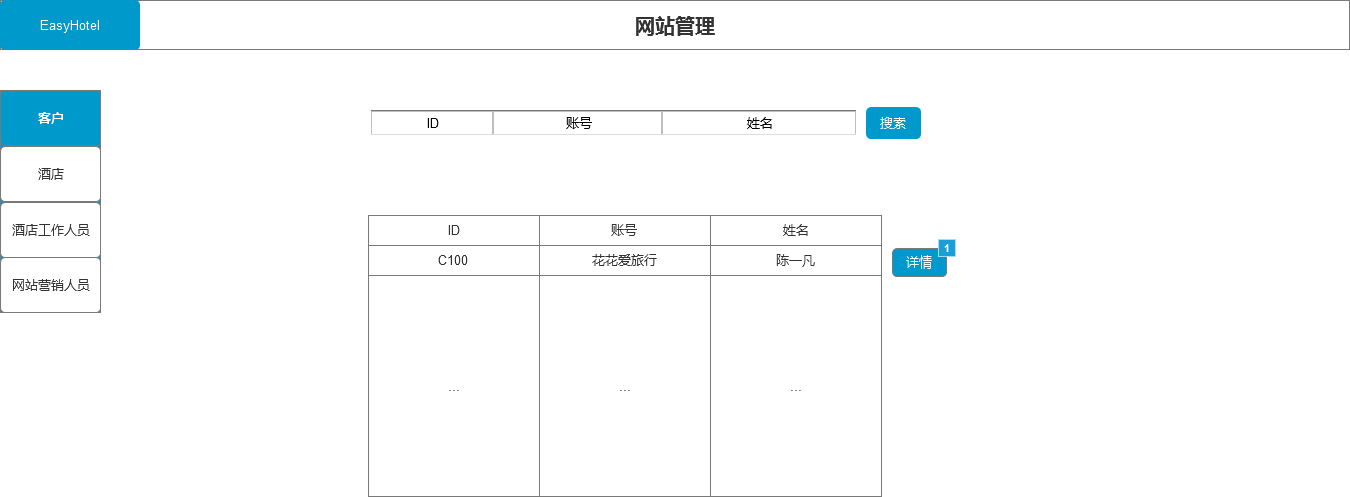 EasyHotel
网站管理
客户
酒店
酒店工作人员
网站营销人员
ID 账号 姓名 搜索
ID 账号 姓名
C100 花花爱旅行 陈一凡 详情 1
... ... ...